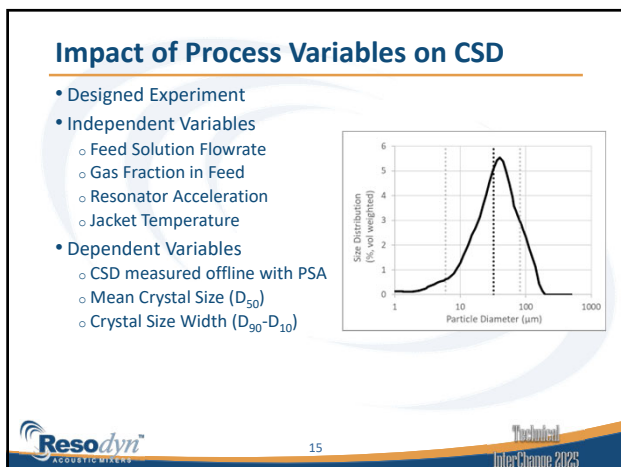 Impact of Process Variables on CSD
• Designed Experiment
• Independent Variables
o Feed Solution Flowrate
o Gas Fraction in Feed
o Resonator Acceleration
o Jacket Temperature
• Dependent Variables
o CSD measured offline with PSA
o Mean Crystal Size (D50)
o Crystal Size Width (D90-D10)
Size Distribution
(%, vol weighted)
6
5
4
3
2
1
0
1 10 100 1000
Particle Diameter (µm)
Resodyn™
ACOUSTIC MIXERS
15
Technical
InterChange 2025